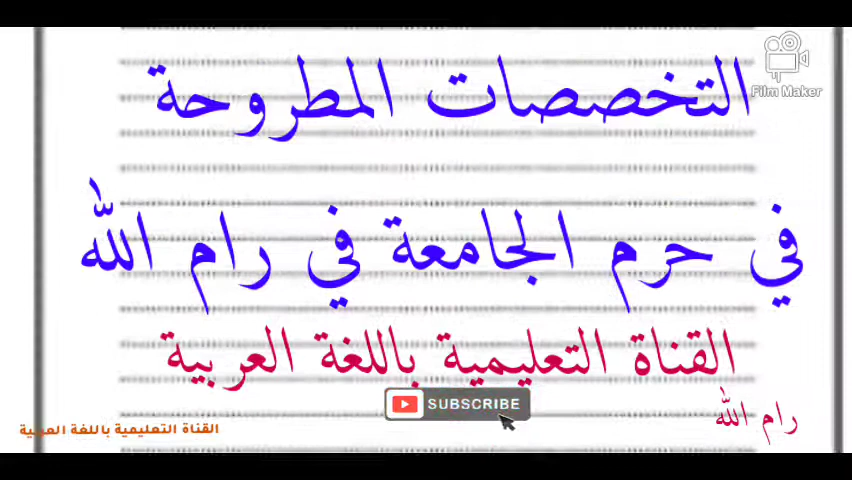 Film Maker
التخصصات المطروحة
في حرم الجامعة في رام الله
القناة التعليمية باللغة العربية
SUBSCRIBE
رام الله
القناة التعليمية باللغة العربية